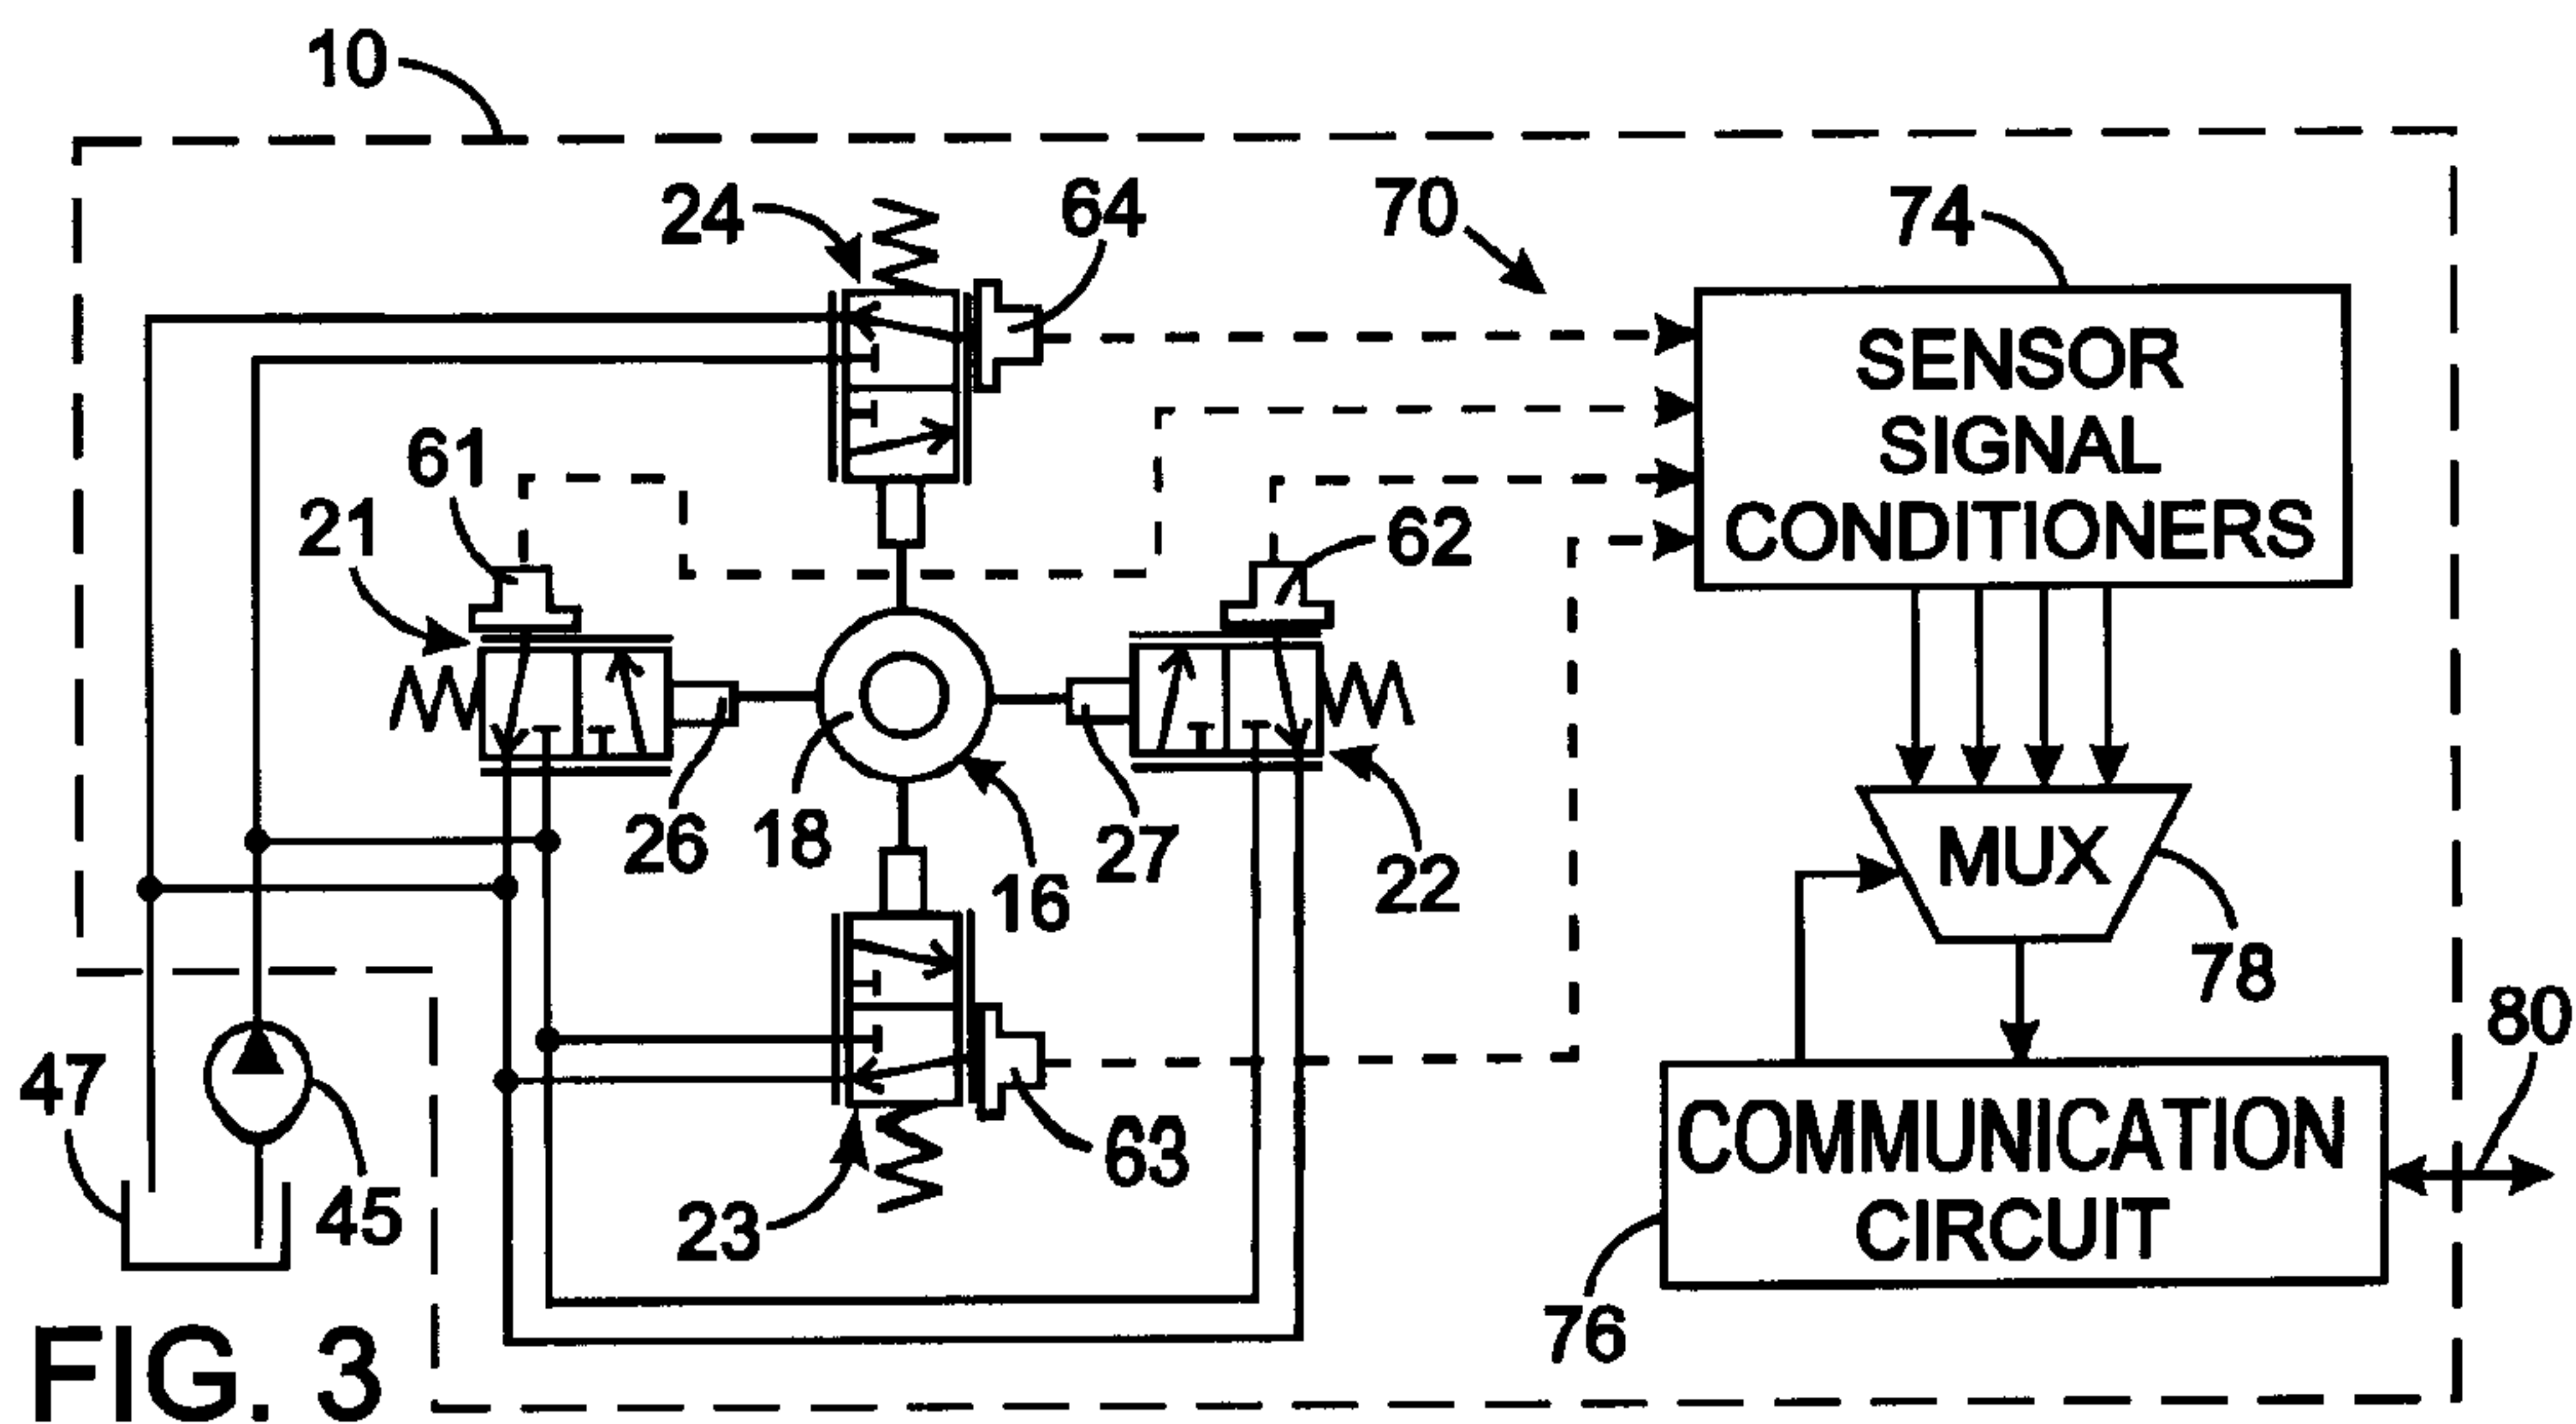 10
24
64
70
74
SENSOR
SIGNAL
CONDITIONERS
61
21
62
26
18
16
27
22
MUX
78
80
47
45
23
63
COMMUNICATION
CIRCUIT
76
FIG. 3